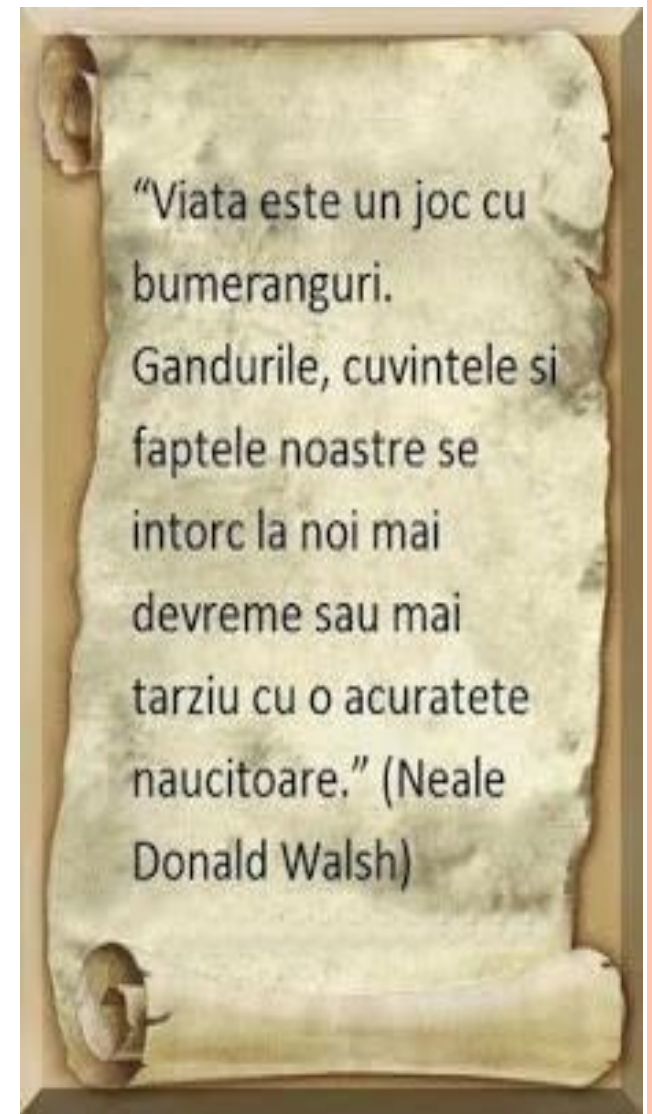 “Viata este un joc cu
bumeranguri.
Gandurile, cuvintele si
faptele noastre se
intorc la noi mai
devreme sau mai
tarziu cu o acuratete
naucitoare.” (Neale
Donald Walsh)